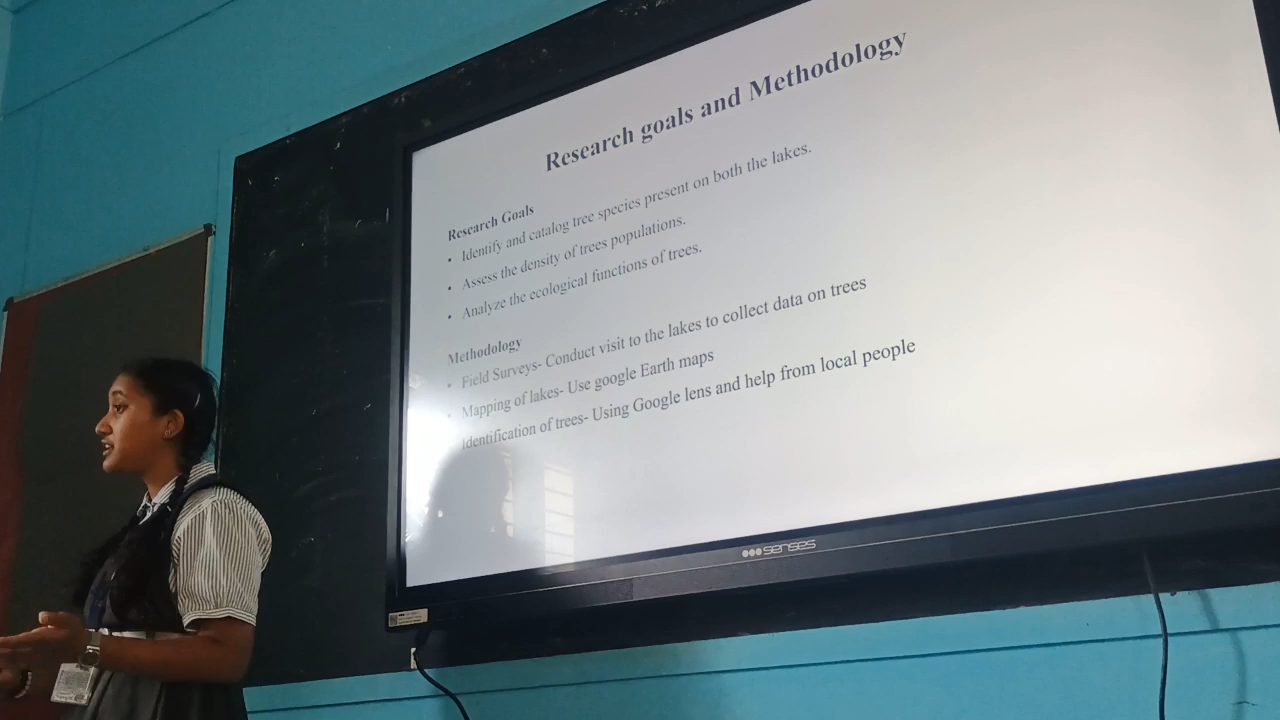 Research goals and Methodology
Research Goals
• Identify and catalog tree species present on both the lakes.
• Assess the density of trees populations.
• Analyze the ecological functions of trees.
Methodology
• Field Surveys- Conduct visit to the lakes to collect data on trees
• Mapping of lakes- Use google Earth maps
Identification of trees- Using Google lens and help from local people
senses